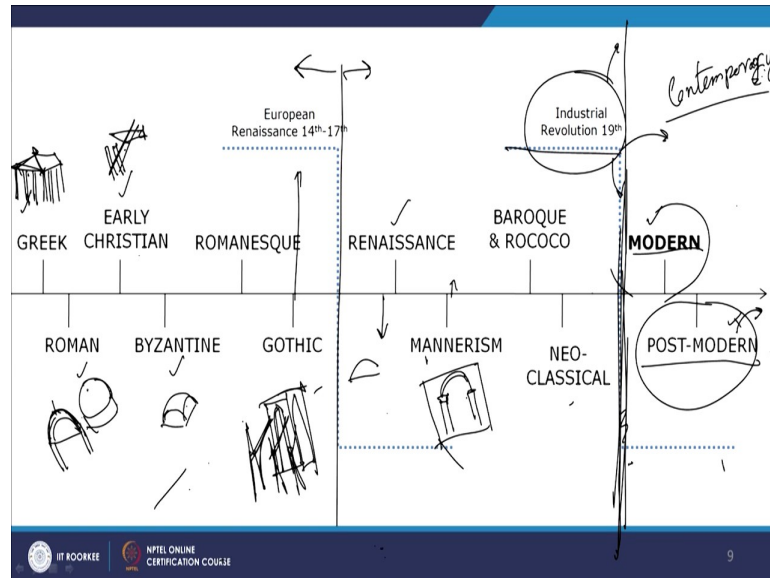 Contemporary
European
Renaissance 14th-17th
Industrial
Revolution 19th
EARLY
CHRISTIAN
GREEK
ROMANESQUE
RENAISSANCE
BAROQUE
& ROCOCO
MODERN
ROMAN
BYZANTINE
GOTHIC
MANNERISM
NEO-
CLASSICAL
POST-MODERN
IIT ROORKEE
NPTEL ONLINE
CERTIFICATION COURSE
9